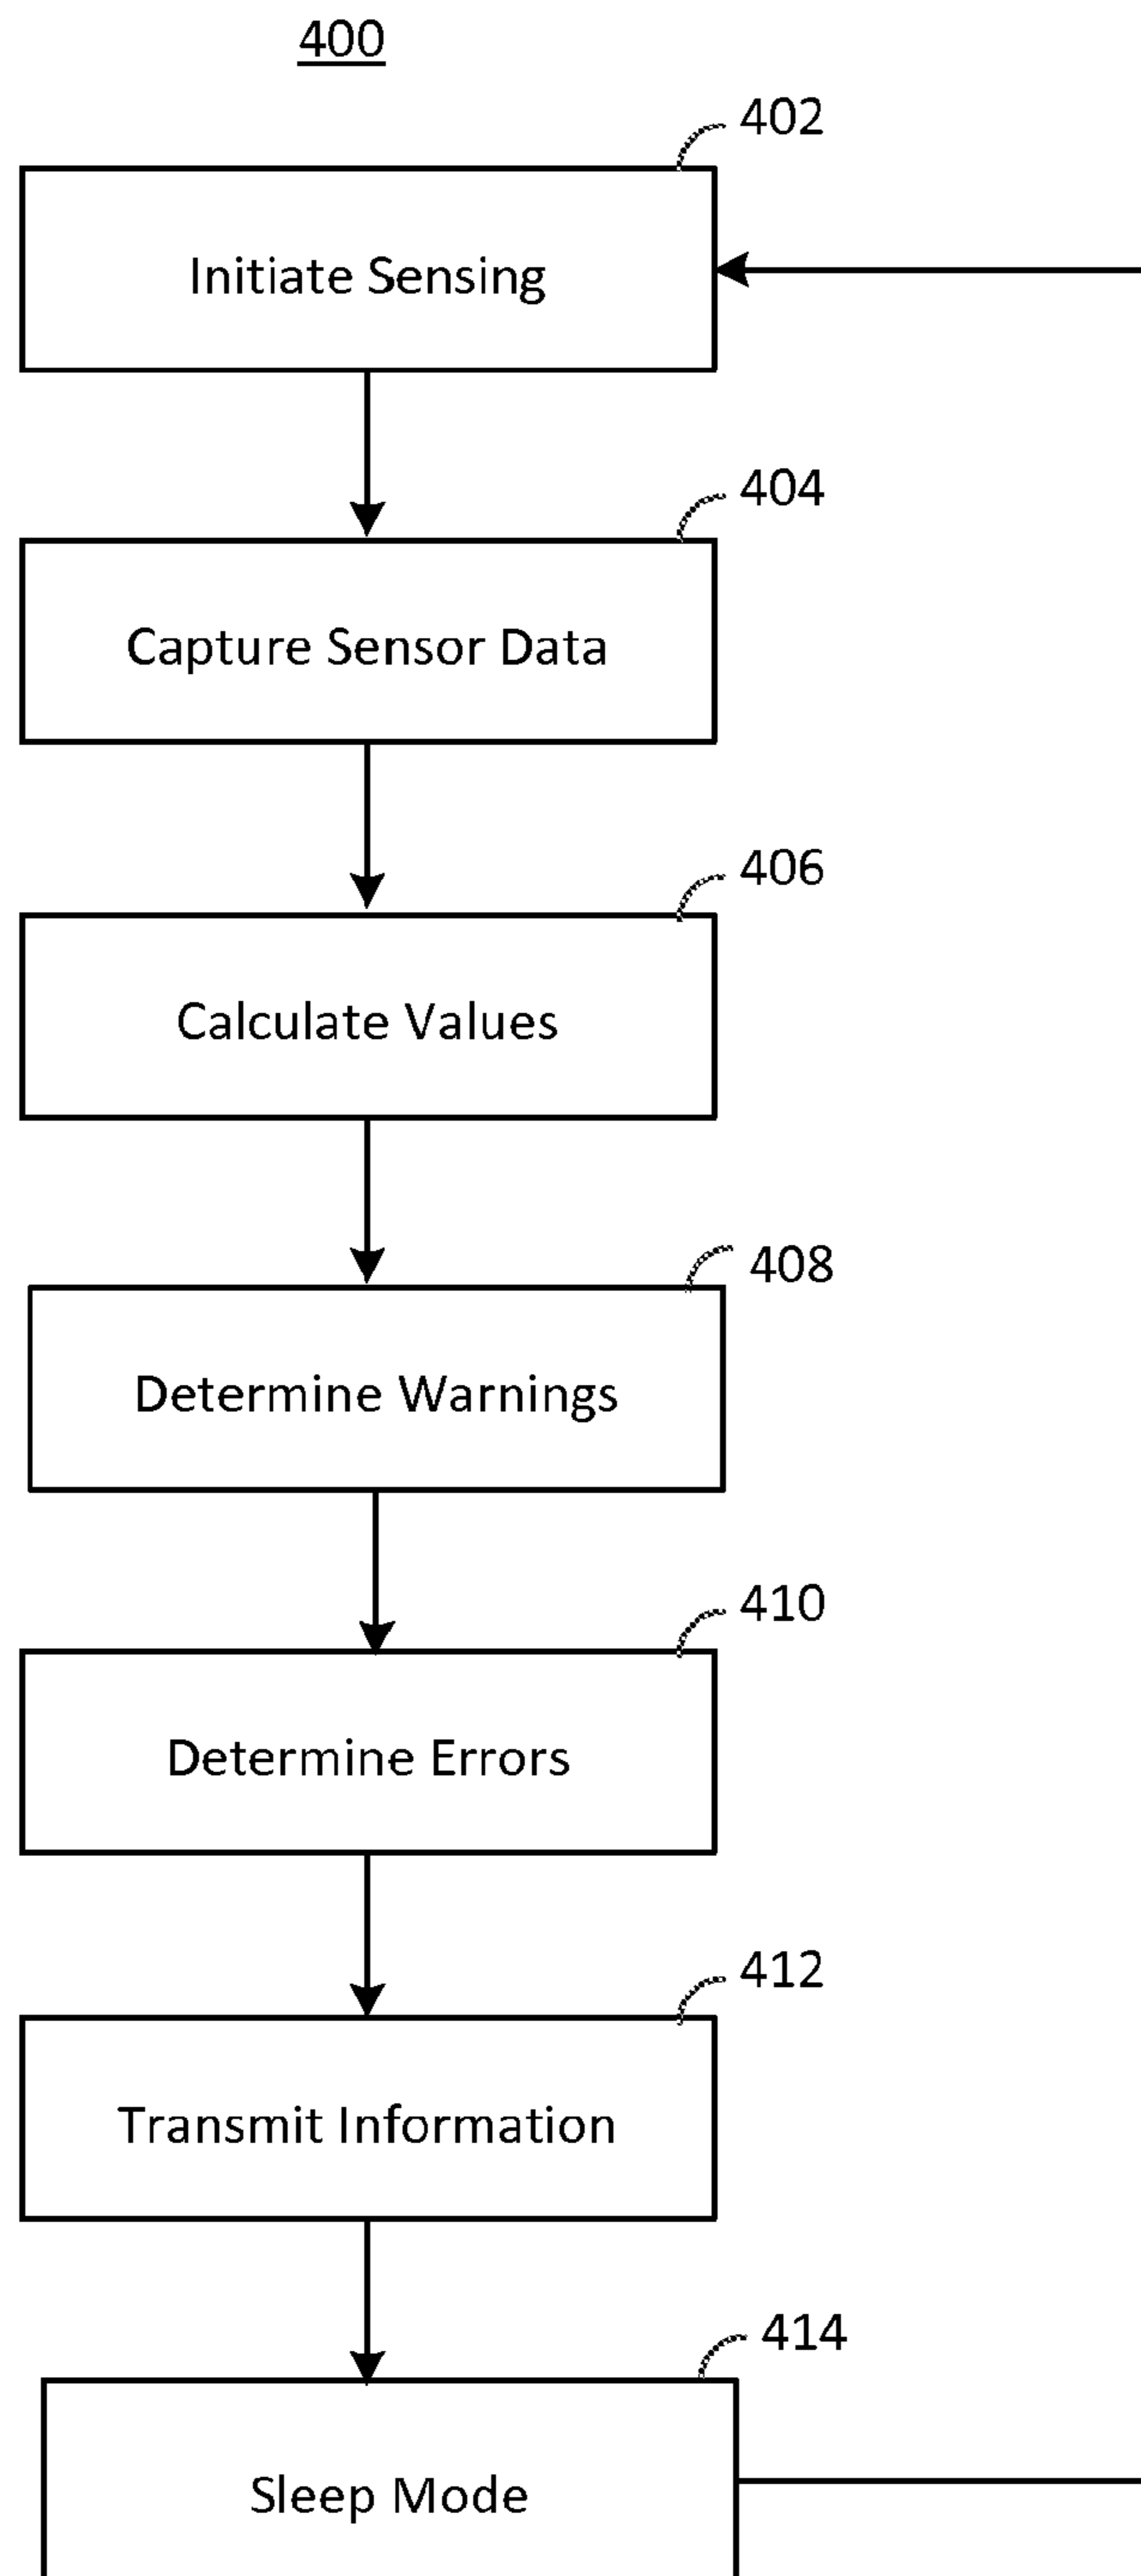 400
402
Initiate Sensing
404
Capture Sensor Data
406
Calculate Values
408
Determine Warnings
410
Determine Errors
412
Transmit Information
414
Sleep Mode